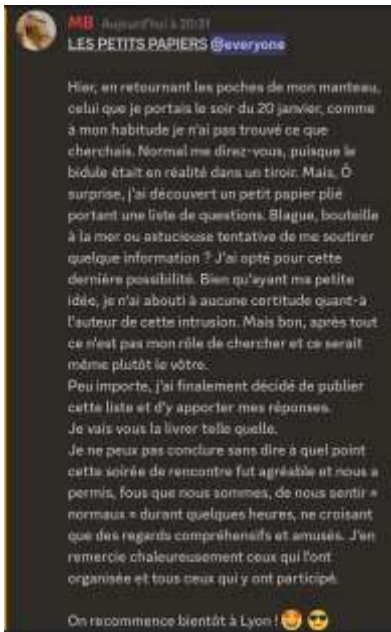 MB Aujourd'hui à 20:31
LES PETITS PAPIERS @everyone
Hier, en retournant les poches de mon manteau,
celui que je portais le soir du 20 janvier, comme
à mon habitude je n'ai pas trouvé ce que
cherchais. Normal me direz-vous, puisque le
bidule était en réalité dans un tiroir. Mais, Ô
surprise, j'ai découvert un petit papier plié
portant une liste de questions. Blague, bouteille
à la mer ou astucieuse tentative de me soutirer
quelque information ? J'ai opté pour cette
dernière possibilité. Bien qu'ayant ma petite
idée, je n'ai abouti à aucune certitude quant-à
l'auteur de cette intrusion. Mais bon, après tout
ce n'est pas mon rôle de chercher et ce serait
même plutôt le vôtre.
Peu importe, j'ai finalement décidé de publier
cette liste et d'y apporter mes réponses.
Je vais vous la livrer telle quelle.
Je ne peux pas conclure sans dire à quel point
cette soirée de rencontre fut agréable et nous a
permis, fous que nous sommes, de nous sentir «
normaux » durant quelques heures, ne croisant
que des regards compréhensifs et amusés. J'en
remercie chaleureusement ceux qui l'ont
organisée et tous ceux qui y ont participé.
On recommence bientôt à Lyon ! 🤩 😎